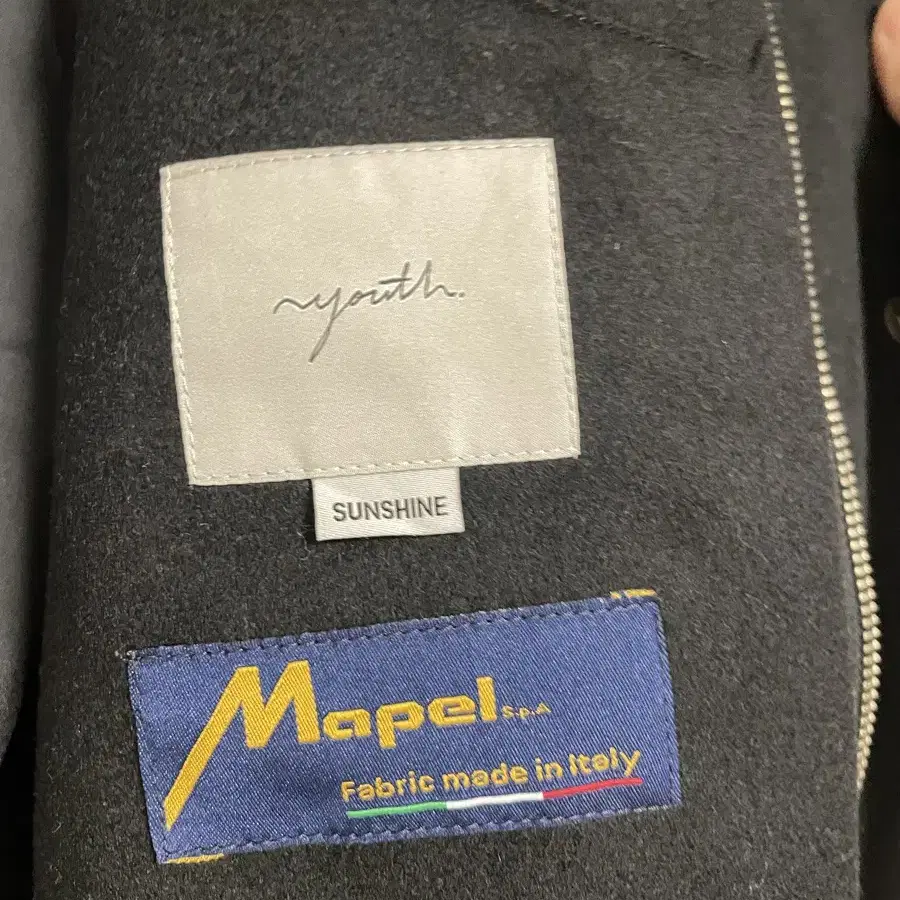 youth.
SUNSHINE
Mapel S.p.A
Fabric made in Italy